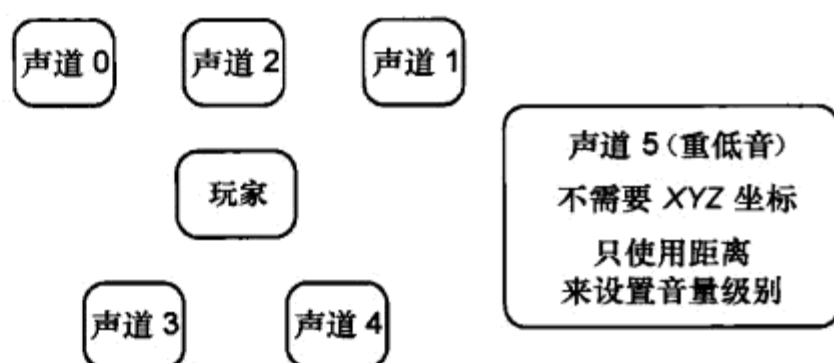 声道 0
声道 2
声道 1
声道 5（重低音）
不需要 XYZ 坐标
玩家
只使用距离
来设置音量级别
声道 3
声道 4